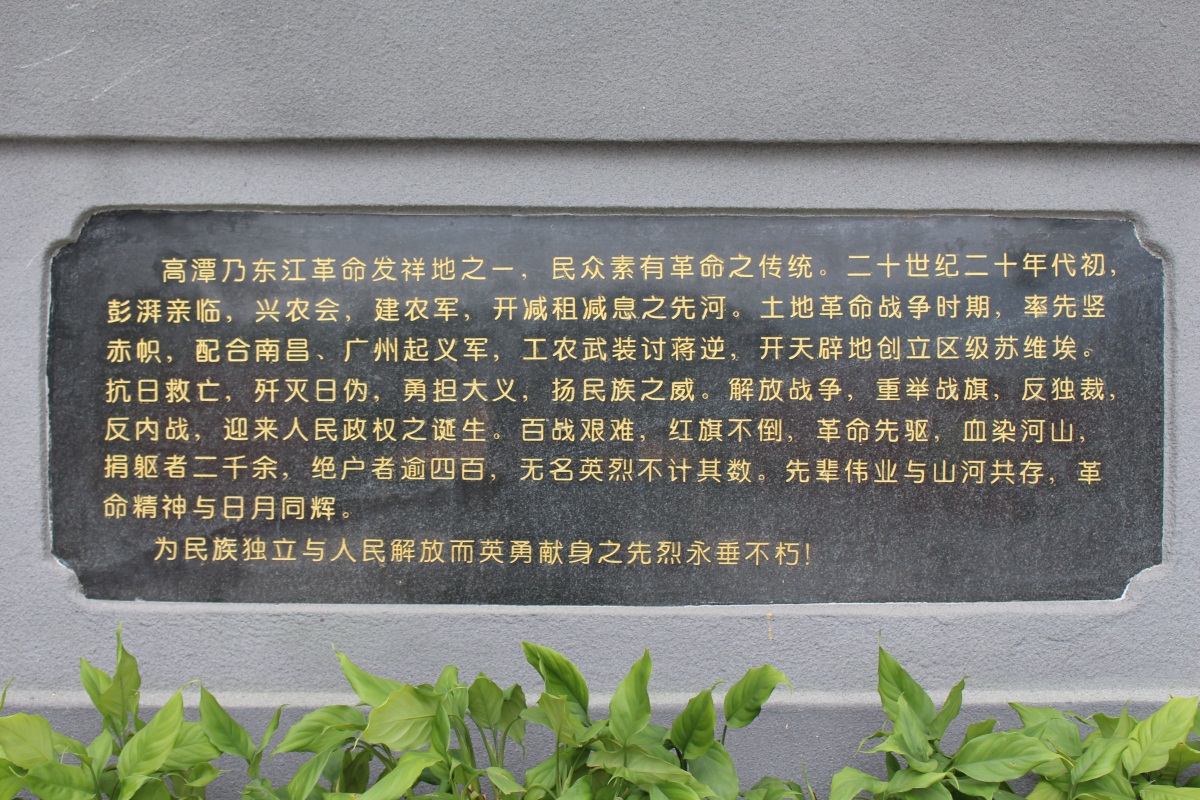 高潭乃东江革命发祥地之一，民众素有革命之传统。二十世纪二十年代初，
彭湃亲临，兴农会，建农军，开减租减息之先河。土地革命战争时期，率先竖
赤帜，配合南昌、广州起义军，工农武装讨蒋逆，开天辟地创立区级苏维埃。
抗日救亡，歼灭日伪，勇担大义，扬民族之威。解放战争，重举战旗，反独裁，
反内战，迎来人民政权之诞生。百战艰难，红旗不倒，革命先驱，血染河山，
捐躯者二千余，绝户者逾四百，无名英烈不计其数。先辈伟业与山河共存，革
命精神与日月同辉。
为民族独立与人民解放而英勇献身之先烈永垂不朽！